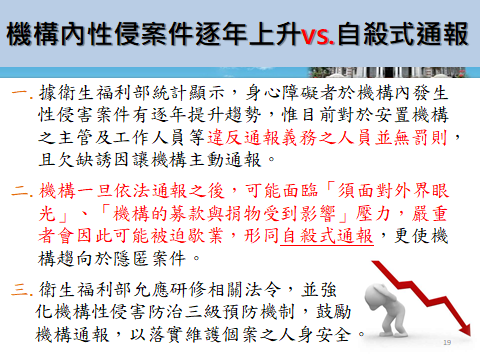 機構內性侵案件逐年上升vs.自殺式通報
一. 據衛生福利部統計顯示，身心障礙者於機構內發生
性侵害案件有逐年提升趨勢，惟目前對於安置機構
之主管及工作人員等違反通報義務之人員並無罰則，
且欠缺誘因讓機構主動通報。
二. 機構一旦依法通報之後，可能面臨「須面對外界眼
光」、「機構的募款與捐物受到影響」壓力，嚴重
者會因此可能被迫歇業，形同自殺式通報，更使機
構趨向於隱匿案件。
三. 衛生福利部允應研修相關法令，並強
化機構性侵害防治三級預防機制，鼓勵
機構通報，以落實維護個案之人身安全。
19